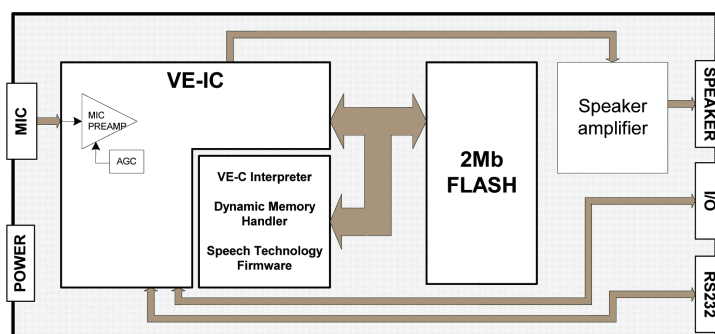 VE-IC
MIC
PREAMP
AGC
MIC
POWER
VE-C Interpreter
Dynamic Memory
Handler
Speech Technology
Firmware
2Mb
FLASH
Speaker
amplifier
SPEAKER
I/O
RS232